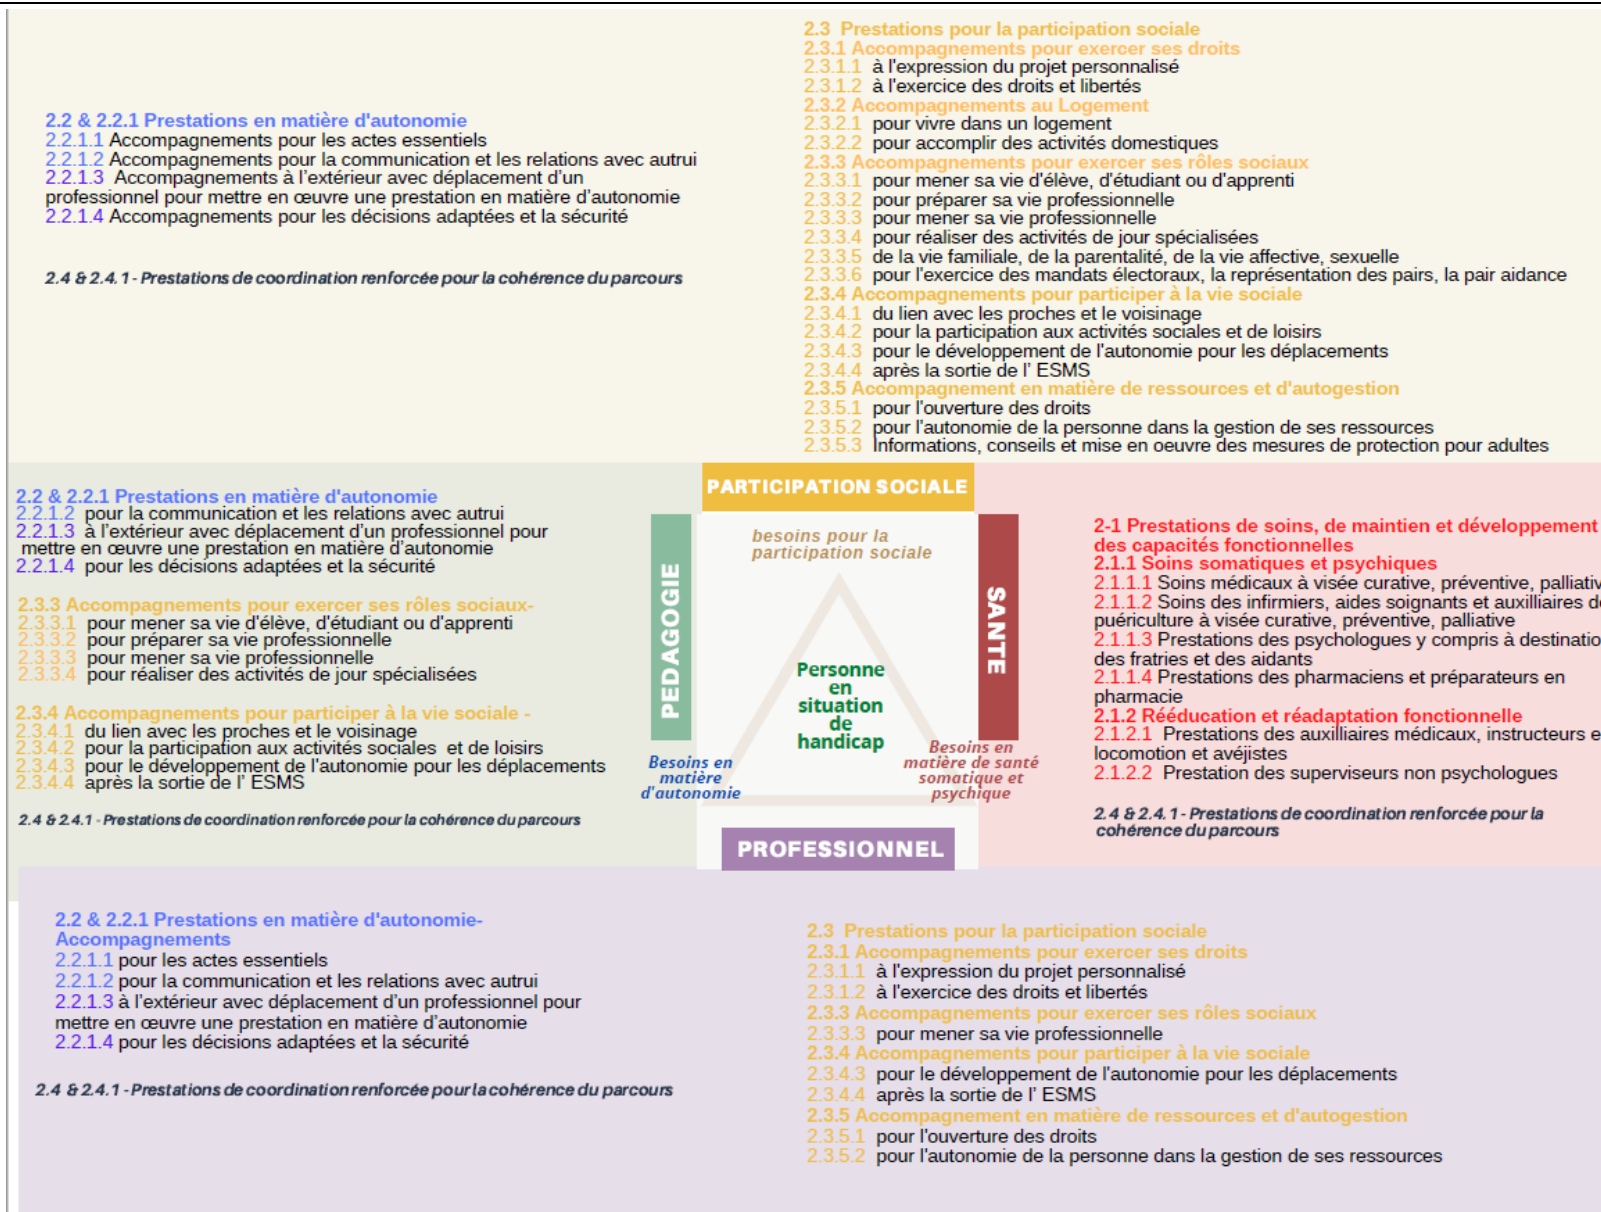 2.2 & 2.2.1 Prestations en matière d'autonomie
2.2.1.1 Accompagnements pour les actes essentiels
2.2.1.2 Accompagnements pour la communication et les relations avec autrui
2.2.1.3 Accompagnements à l'extérieur avec déplacement d'un
professionnel pour mettre en œuvre une prestation en matière d'autonomie
2.2.1.4 Accompagnements pour les décisions adaptées et la sécurité
2.4 & 2.4.1 - Prestations de coordination renforcée pour la cohérence du parcours
2.3 Prestations pour la participation sociale
2.3.1 Accompagnements pour exercer ses droits
2.3.1.1 à l'expression du projet personnalisé
2.3.1.2 à l'exercice des droits et libertés
2.3.2 Accompagnements au Logement
2.3.2.1 pour vivre dans un logement
2.3.2.2 pour accomplir des activités domestiques
2.3.3 Accompagnements pour exercer ses rôles sociaux
2.3.3.1 pour mener sa vie d'élève, d'étudiant ou d'apprenti
2.3.3.2 pour préparer sa vie professionnelle
2.3.3.3 pour mener sa vie professionnelle
2.3.3.4 pour réaliser des activités de jour spécialisées
2.3.3.5 de la vie familiale, de la parentalité, de la vie affective, sexuelle
2.3.3.6 pour l'exercice des mandats électoraux, la représentation des pairs, la pair aidance
2.3.4 Accompagnements pour participer à la vie sociale
2.3.4.1 du lien avec les proches et le voisinage
2.3.4.2 pour la participation aux activités sociales et de loisirs
2.3.4.3 pour le développement de l'autonomie pour les déplacements
2.3.4.4 après la sortie de l' ESMS
2.3.5 Accompagnement en matière de ressources et d'autogestion
2.3.5.1 pour l'ouverture des droits
2.3.5.2 pour l'autonomie de la personne dans la gestion de ses ressources
2.3.5.3 Informations, conseils et mise en oeuvre des mesures de protection pour adultes
2.2 & 2.2.1 Prestations en matière d'autonomie
2.2.1.2 pour la communication et les relations avec autrui
2.2.1.3 à l'extérieur avec déplacement d'un professionnel pour
mettre en œuvre une prestation en matière d'autonomie
2.2.1.4 pour les décisions adaptées et la sécurité
2.3.3 Accompagnements pour exercer ses rôles sociaux-
2.3.3.1 pour mener sa vie d'élève, d'étudiant ou d'apprenti
2.3.3.2 pour préparer sa vie professionnelle
2.3.3.3 pour mener sa vie professionnelle
2.3.3.4 pour réaliser des activités de jour spécialisées
2.3.4 Accompagnements pour participer à la vie sociale -
2.3.4.1 du lien avec les proches et le voisinage
2.3.4.2 pour la participation aux activités sociales et de loisirs
2.3.4.3 pour le développement de l'autonomie pour les déplacements
2.3.4.4 après la sortie de l' ESMS
2.4 & 2.4.1 - Prestations de coordination renforcée pour la cohérence du parcours
PARTICIPATION SOCIALE
PEDAGOGIE
besoins pour la
participation sociale
Personne
en
situation
de
handicap
Besoins en
matière
d'autonomie
Besoins en
matière de santé
somatique et
psychique
SANTE
PROFESSIONNEL
2-1 Prestations de soins, de maintien et développement
des capacités fonctionnelles
2.1.1 Soins somatiques et psychiques
2.1.1.1 Soins médicaux à visée curative, préventive, palliativ
2.1.1.2 Soins des infirmiers, aides soignants et auxilliaires d
puériculture à visée curative, préventive, palliative
2.1.1.3 Prestations des psychologues y compris à destinatio
des fratries et des aidants
2.1.1.4 Prestations des pharmaciens et préparateurs en
pharmacie
2.1.2 Rééducation et réadaptation fonctionnelle
2.1.2.1 Prestations des auxilliaires médicaux, instructeurs e
locomotion et avéjistes
2.1.2.2 Prestation des superviseurs non psychologues
2.4 & 2.4.1 - Prestations de coordination renforcée pour la
cohérence du parcours
2.2 & 2.2.1 Prestations en matière d'autonomie-
Accompagnements
2.2.1.1 pour les actes essentiels
2.2.1.2 pour la communication et les relations avec autrui
2.2.1.3 à l'extérieur avec déplacement d'un professionnel pour
mettre en œuvre une prestation en matière d'autonomie
2.2.1.4 pour les décisions adaptées et la sécurité
2.4 & 2.4.1 - Prestations de coordination renforcée pour la cohérence du parcours
2.3 Prestations pour la participation sociale
2.3.1 Accompagnements pour exercer ses droits
2.3.1.1 à l'expression du projet personnalisé
2.3.1.2 à l'exercice des droits et libertés
2.3.3 Accompagnements pour exercer ses rôles sociaux
2.3.3.3 pour mener sa vie professionnelle
2.3.4 Accompagnements pour participer à la vie sociale
2.3.4.3 pour le développement de l'autonomie pour les déplacements
2.3.4.4 après la sortie de l' ESMS
2.3.5 Accompagnement en matière de ressources et d'autogestion
2.3.5.1 pour l'ouverture des droits
2.3.5.2 pour l'autonomie de la personne dans la gestion de ses ressources